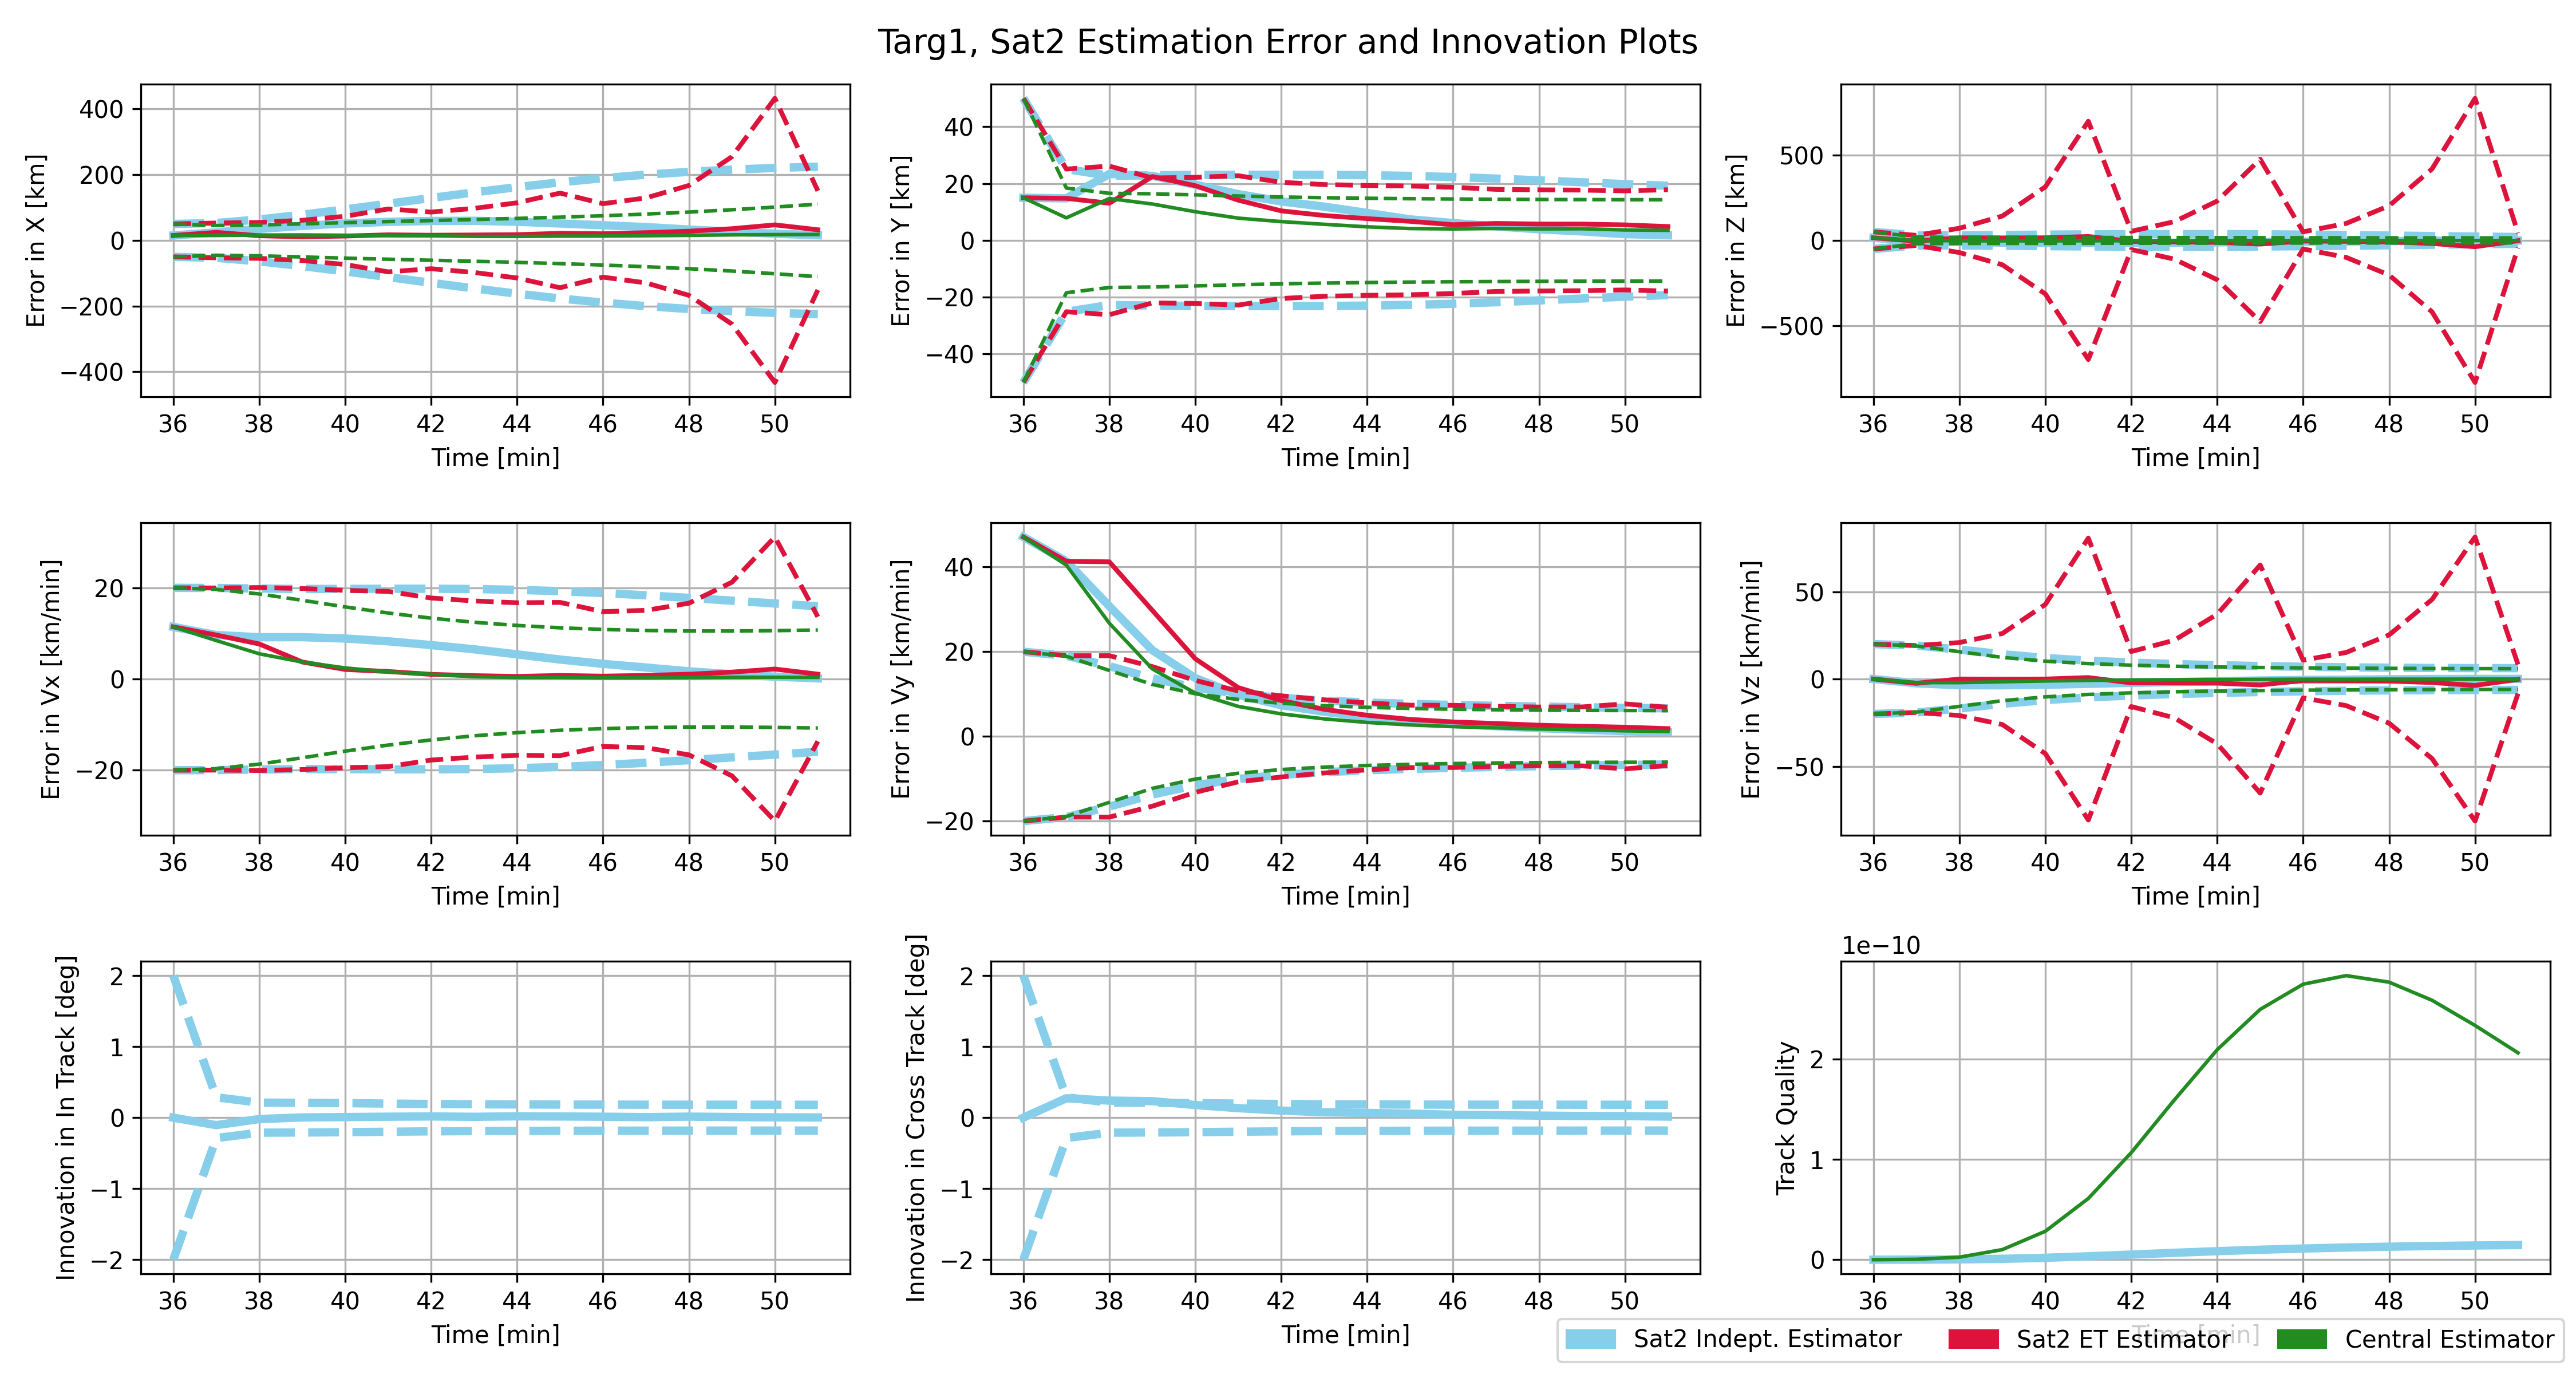 Targ1, Sat2 Estimation Error and Innovation Plots
Error in X [km]
400
200
0
−200
−400
36 38 40 42 44 46 48 50
Time [min]
Error in Y [km]
40
20
0
−20
−40
36 38 40 42 44 46 48 50
Time [min]
Error in Z [km]
500
0
−500
36 38 40 42 44 46 48 50
Time [min]
Error in Vx [km/min]
20
0
−20
36 38 40 42 44 46 48 50
Time [min]
Error in Vy [km/min]
40
20
0
−20
36 38 40 42 44 46 48 50
Time [min]
Error in Vz [km/min]
50
0
−50
36 38 40 42 44 46 48 50
Time [min]
Innovation in In Track [deg]
2
1
0
−1
−2
36 38 40 42 44 46 48 50
Time [min]
Innovation in Cross Track [deg]
2
1
0
−1
−2
36 38 40 42 44 46 48 50
Time [min]
1e−10
Track Quality
2
1
0
36 38 40 42 44 46 48 50
Time [min]
Sat2 Indept. Estimator
Sat2 ET Estimator
Central Estimator